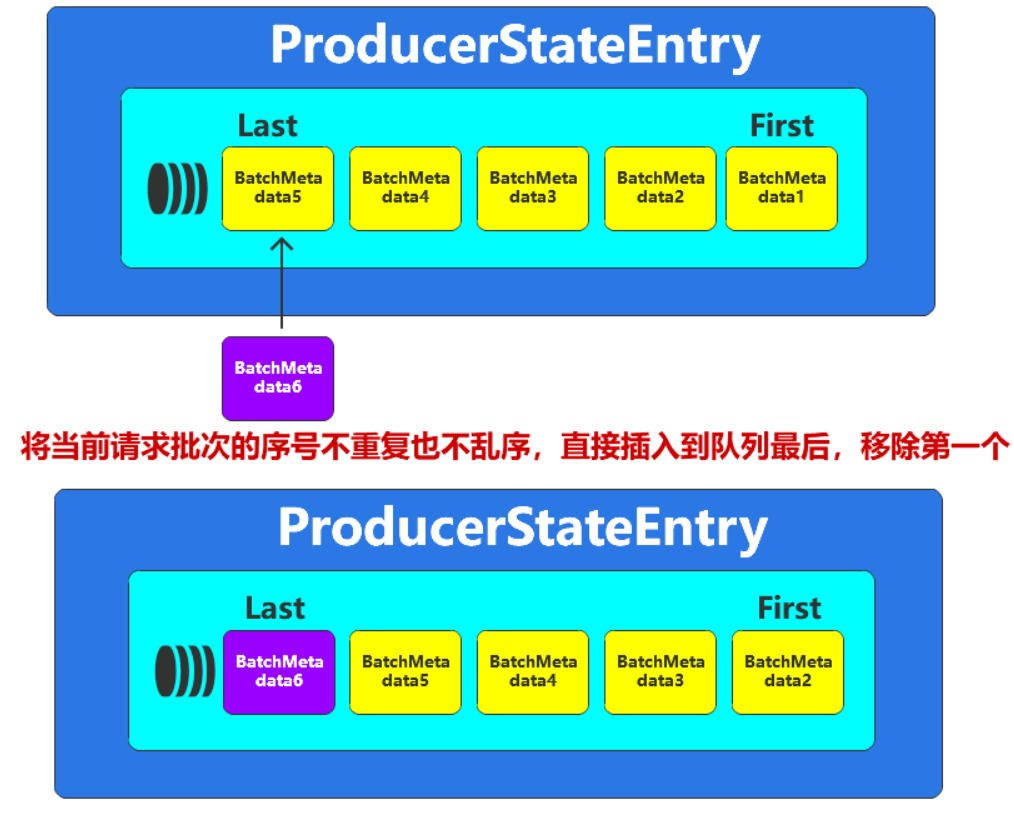 ProducerStateEntry
Last First
BatchMeta
data5
BatchMeta
data4
BatchMeta
data3
BatchMeta
data2
BatchMeta
data1
BatchMeta
data6
将当前请求批次的序号不重复也不乱序，直接插入到队列最后，移除第一个
ProducerStateEntry
Last First
BatchMeta
data6
BatchMeta
data5
BatchMeta
data4
BatchMeta
data3
BatchMeta
data2